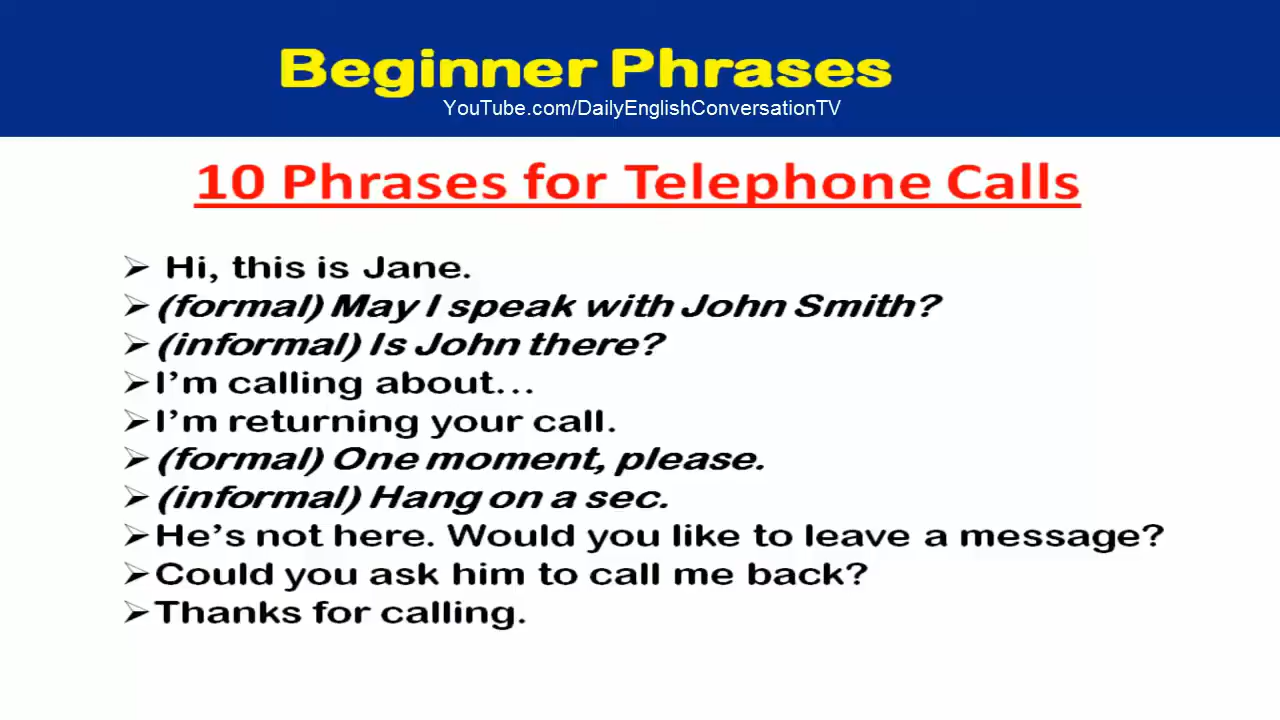 Beginner Phrases
YouTube.com/DailyEnglishConversationTV
10 Phrases for Telephone Calls
➢ Hi, this is Jane.
➢ (formal) May I speak with John Smith?
➢ (informal) Is John there?
➢ I’m calling about…
➢ I’m returning your call.
➢ (formal) One moment, please.
➢ (informal) Hang on a sec.
➢ He’s not here. Would you like to leave a message?
➢ Could you ask him to call me back?
➢ Thanks for calling.